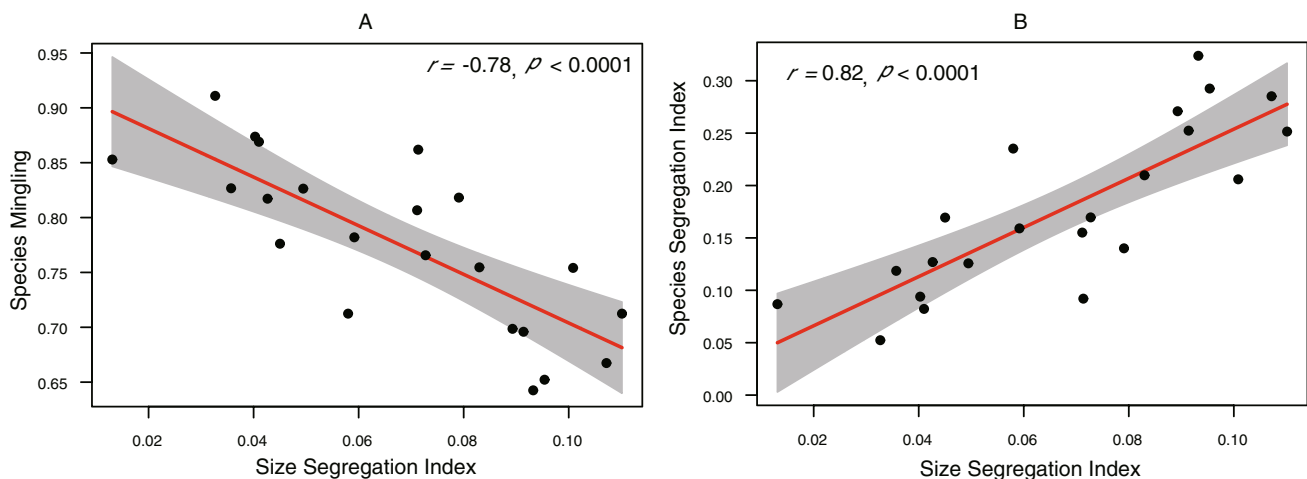 A
r = -0.78, p < 0.0001
Species Mingling
0.95
0.90
0.85
0.80
0.75
0.70
0.65
0.02 0.04 0.06 0.08 0.10
Size Segregation Index
B
r = 0.82, p < 0.0001
Species Segregation Index
0.30
0.25
0.20
0.15
0.10
0.05
0.00
0.02 0.04 0.06 0.08 0.10
Size Segregation Index